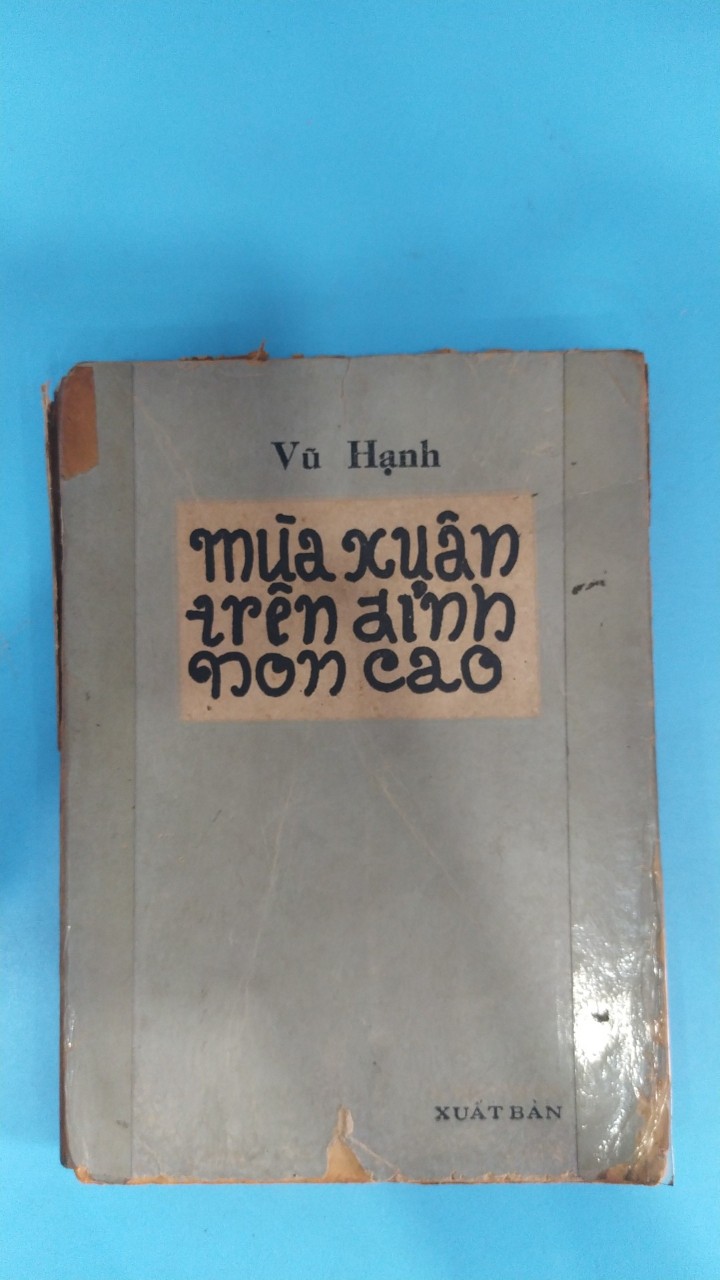 Vũ Hạnh
mùa xuân
trên đỉnh
non cao
XUẤT BẢN